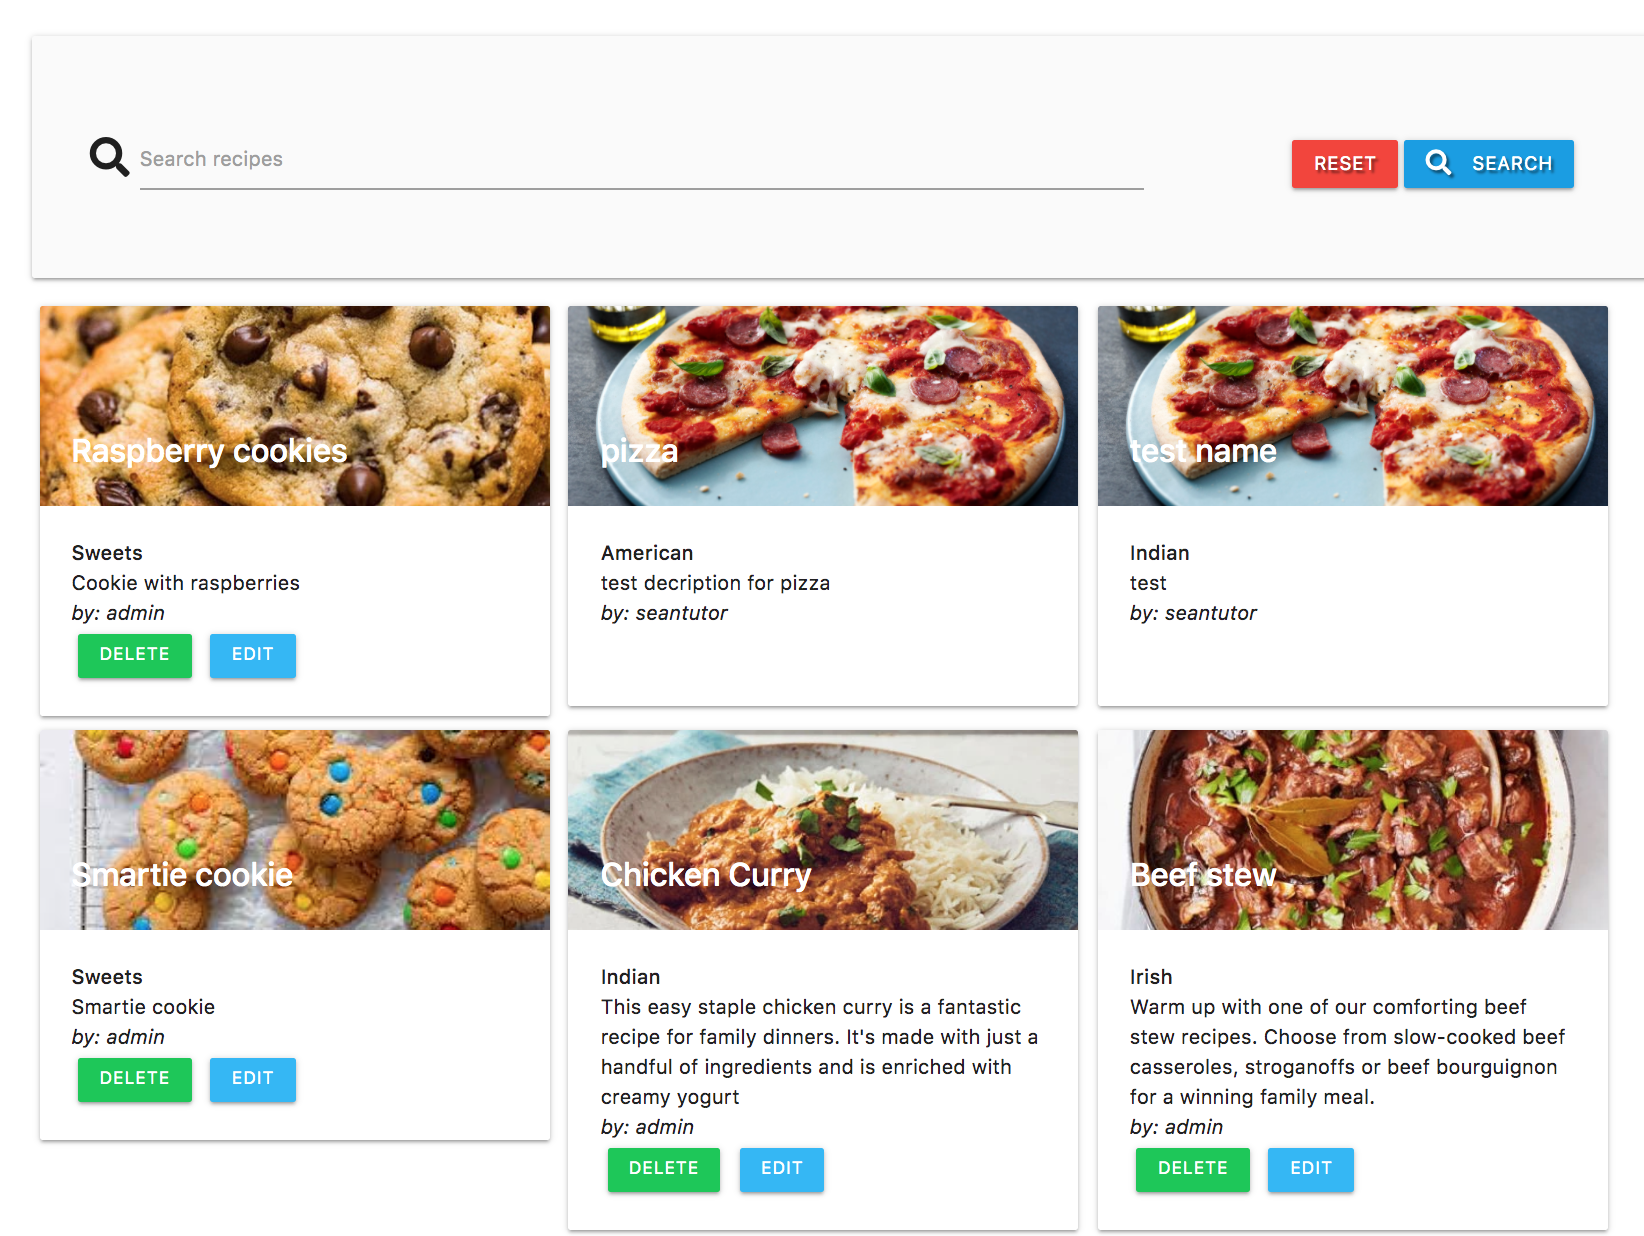 Search recipes
RESET
SEARCH
Raspberry cookies
Sweets
Cookie with raspberries
by: admin
DELETE
EDIT
pizza
American
test decription for pizza
by: seantutor
test name
Indian
test
by: seantutor
Smartie cookie
Sweets
Smartie cookie
by: admin
DELETE
EDIT
Chicken Curry
Indian
This easy staple chicken curry is a fantastic
recipe for family dinners. It's made with just a
handful of ingredients and is enriched with
creamy yogurt
by: admin
DELETE
EDIT
Beef stew
Irish
Warm up with one of our comforting beef
stew recipes. Choose from slow-cooked beef
casseroles, stroganoffs or beef bourguignon
for a winning family meal.
by: admin
DELETE
EDIT